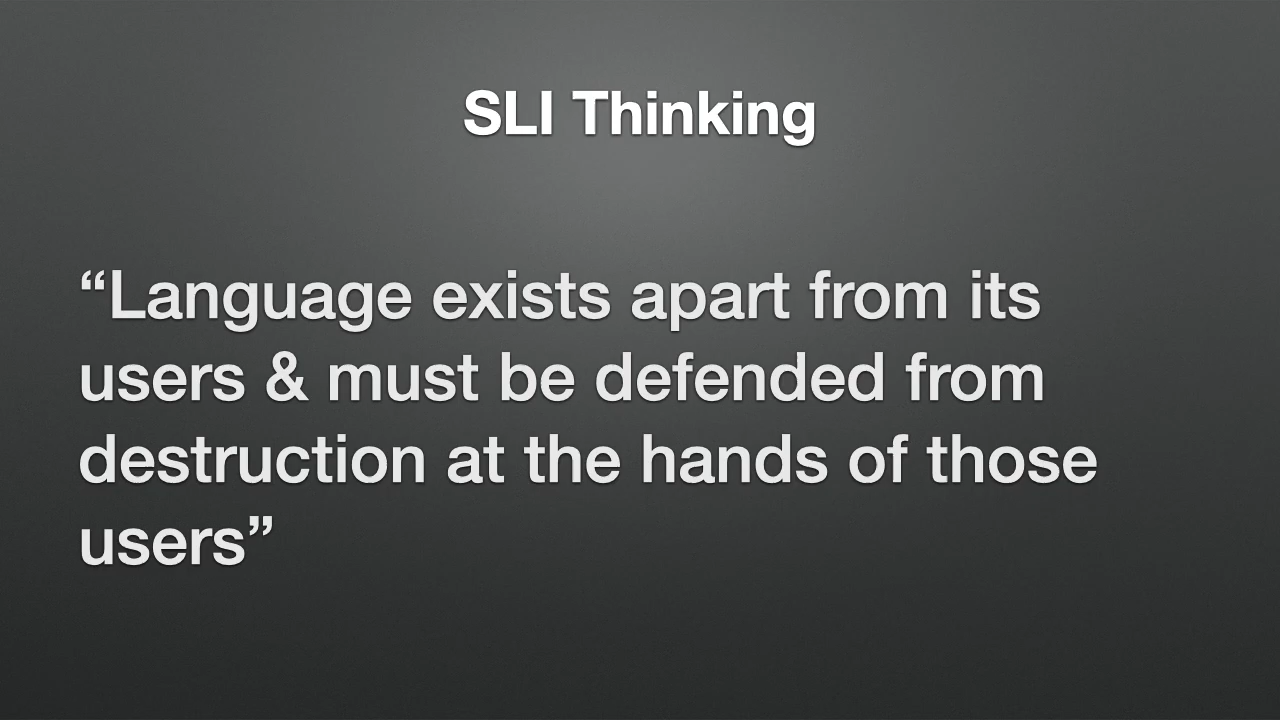 SLI Thinking
“Language exists apart from its
users & must be defended from
destruction at the hands of those
users”